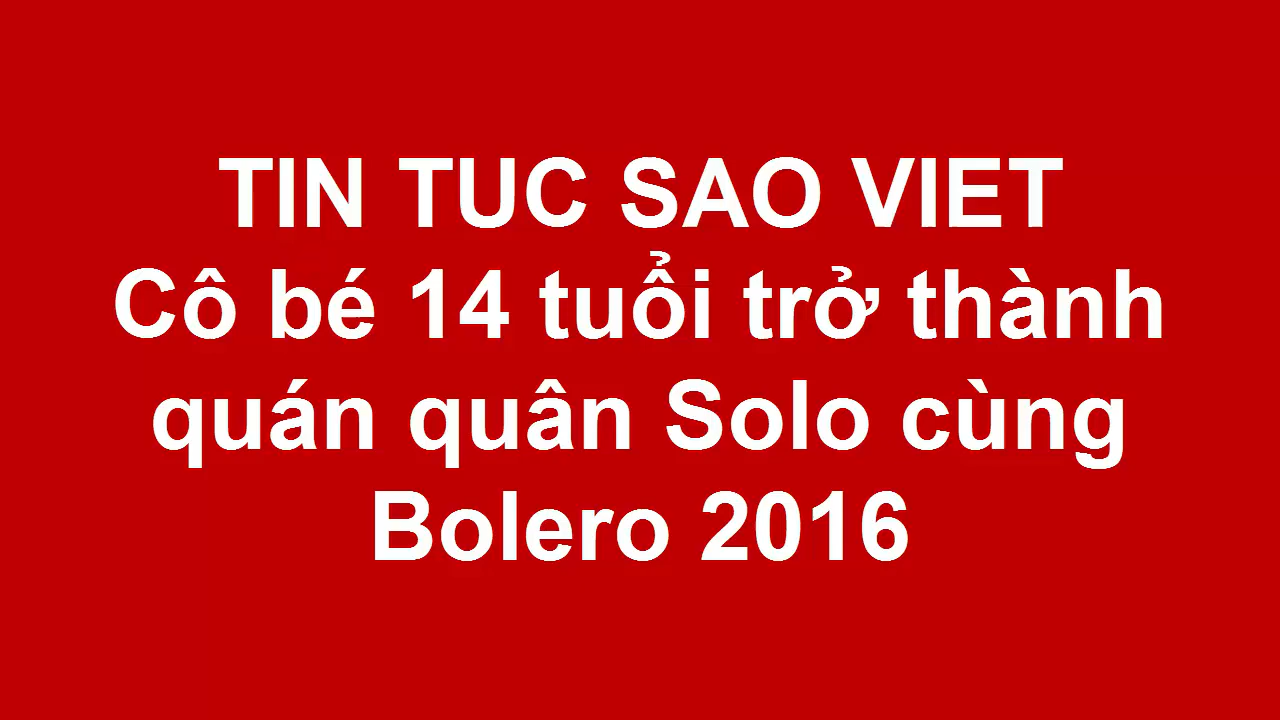 TIN TUC SAO VIET
Cô bé 14 tuổi trở thành
quán quân Solo cùng
Bolero 2016